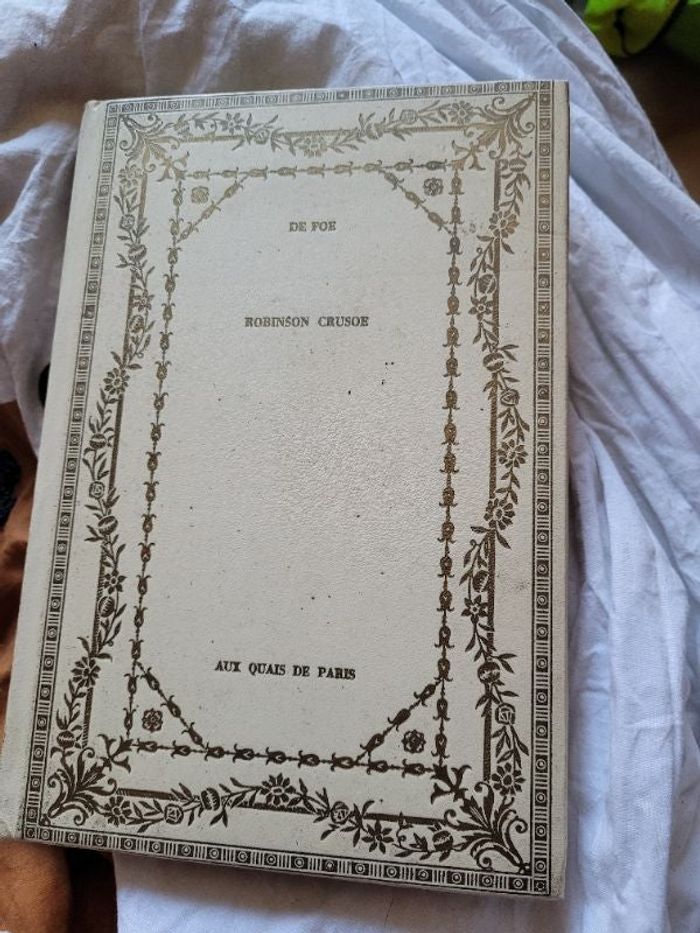 DE FOE
ROBINSON CRUSOE
AUX QUAIS DE PARIS